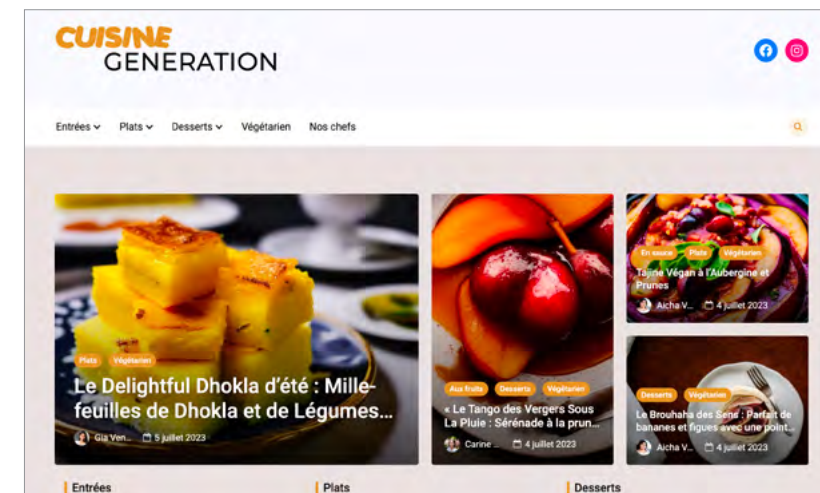 CUISINE
GENERATION
Entrées Plats Desserts Végétarien Nos chefs
Plats Végétarien
Le Delightful Dhokla d'été : Mille-
feuilles de Dhokla et de Légumes...
Gia Ven... 5 juillet 2023
Aux fruits Desserts Végétarien
« Le Tango des Vergers Sous
La Pluie : Sérénade à la prun...
Carine ... 4 juillet 2023
En sauce Plats Végétarien
Tajine Végan à l'Aubergine et
Prunes
Aicha V... 4 juillet 2023
Desserts Végétarien
Le Brouhaha des Sens : Parfait de
bananes et figues avec une point...
Aicha V... 4 juillet 2023
Entrées Plats Desserts